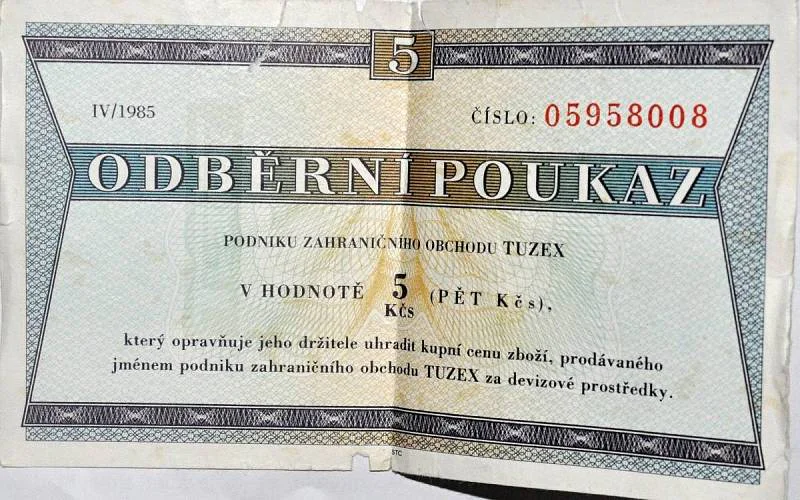 5
IV/1985
ČÍSLO: 05958008
ODBĚRNÍ POUKAZ
PODNIKU ZAHRANIČNÍHO OBCHODU TUZEX
V HODNOTĚ 5 KČS (PĚT Kčs),
který opravňuje jeho držitele uhradit kupní cenu zboží, prodávaného
jménem podniku zahraničního obchodu TUZEX za devizové prostředky.
STC